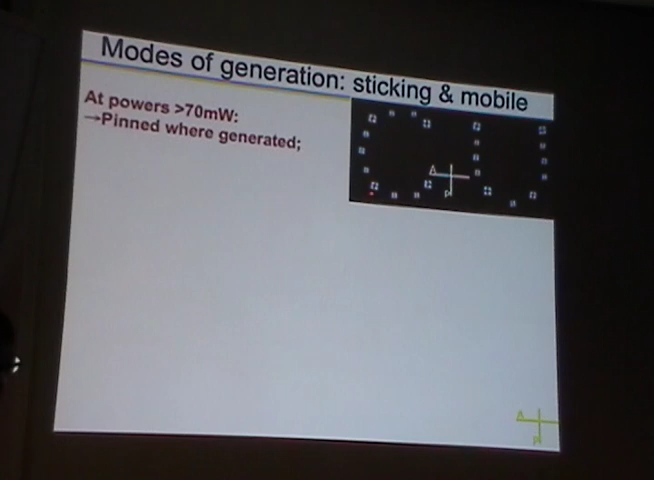 Modes of generation: sticking & mobile
At powers >70mW:
→Pinned where generated;
A
P
A
P